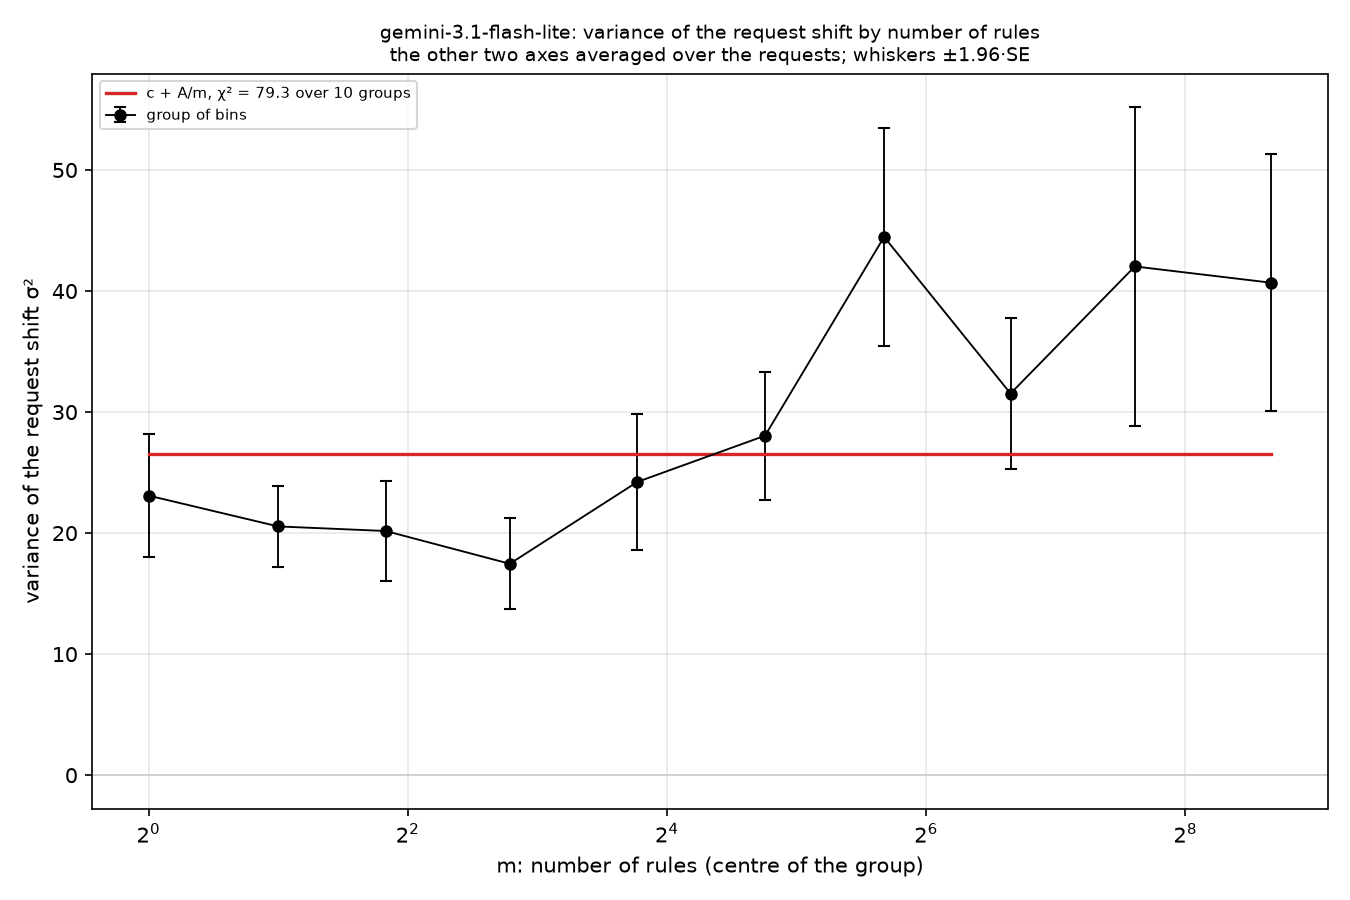 gemini-3.1-flash-lite: variance of the request shift by number of rules
the other two axes averaged over the requests; whiskers ±1.96·SE
c + A/m, χ² = 79.3 over 10 groups
group of bins
variance of the request shift σ²
50
40
30
20
10
0
2⁰
2²
2⁴
2⁶
2⁸
m: number of rules (centre of the group)